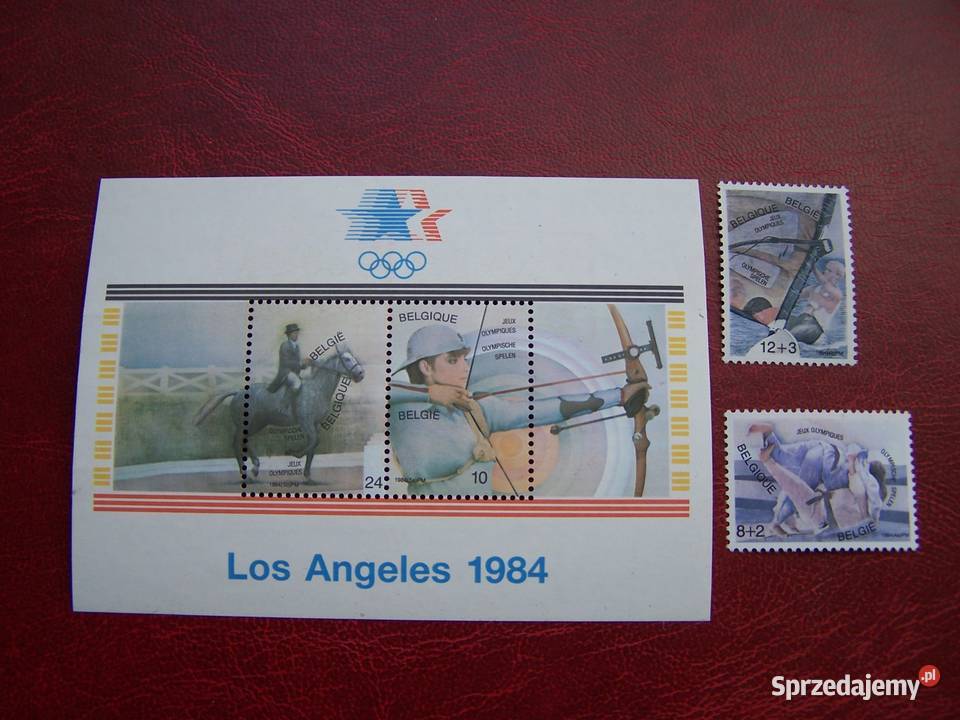 BELGIË
BELGIQUE
OLYMPISCHE
SPELEN
JEUX
OLYMPIQUES
24
BELGIQUE
JEUX
OLYMPIQUES
OLYMPISCHE
SPELEN
BELGIË
10
Los Angeles 1984
BELGIQUE BELGIË
JEUX
OLYMPIQUES
OLYMPISCHE
SPELEN
12+3
JEUX OLYMPIQUES
OLYMPISCHE SPELEN
BELGIQUE
8+2
BELGIË
Sprzedajemy.pl